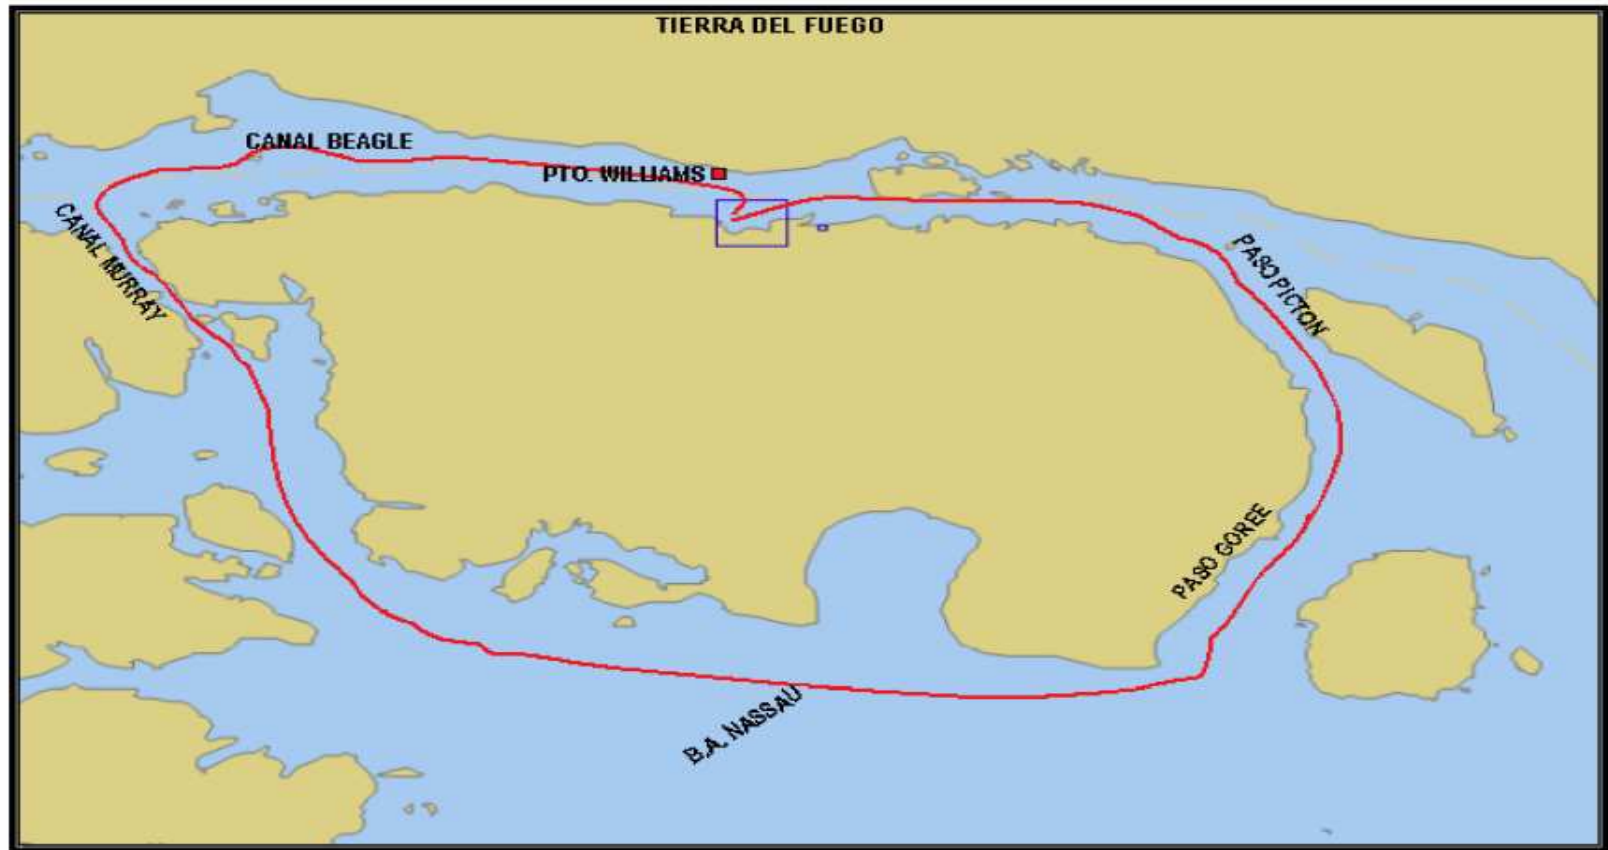 TIERRA DEL FUEGO
CANAL BEAGLE
PTO. WILLIAMS
CANAL MURRAY
PASO PICTON
PASO GOREE
B.A. NASSAU